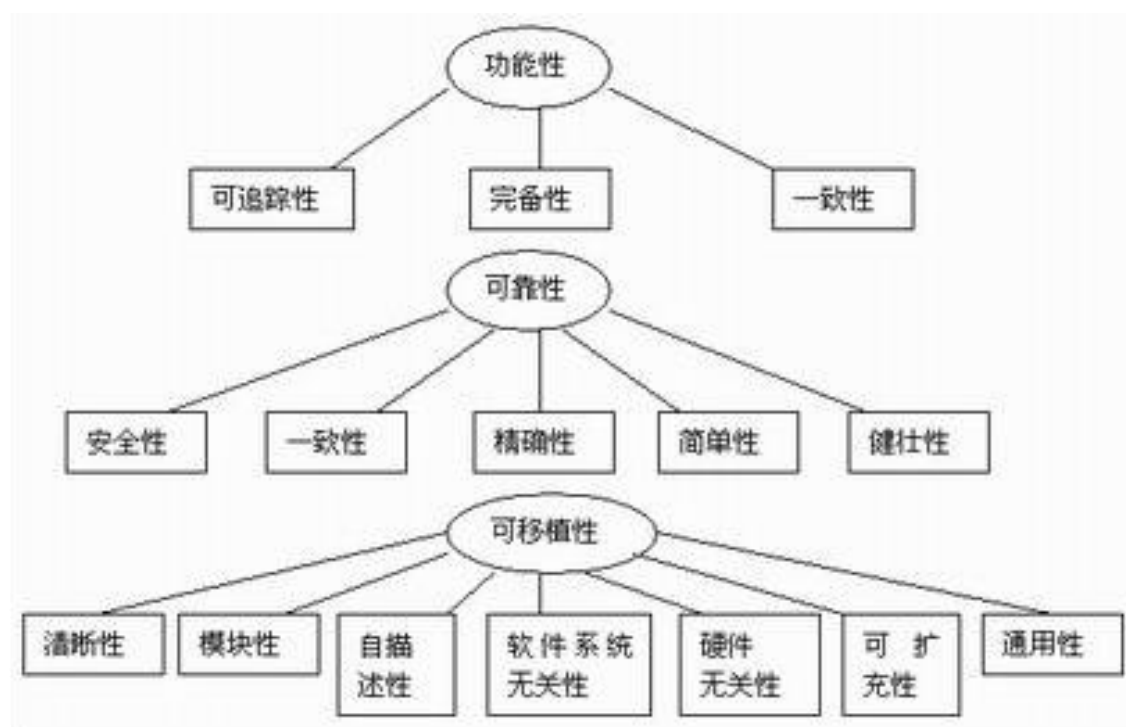 功能性
可追踪性
完备性
一致性
可靠性
安全性
一致性
精确性
简单性
健壮性
可移植性
清晰性
模块性
自描
述性
软件系统
无关性
硬件
无关性
可扩
充性
通用性